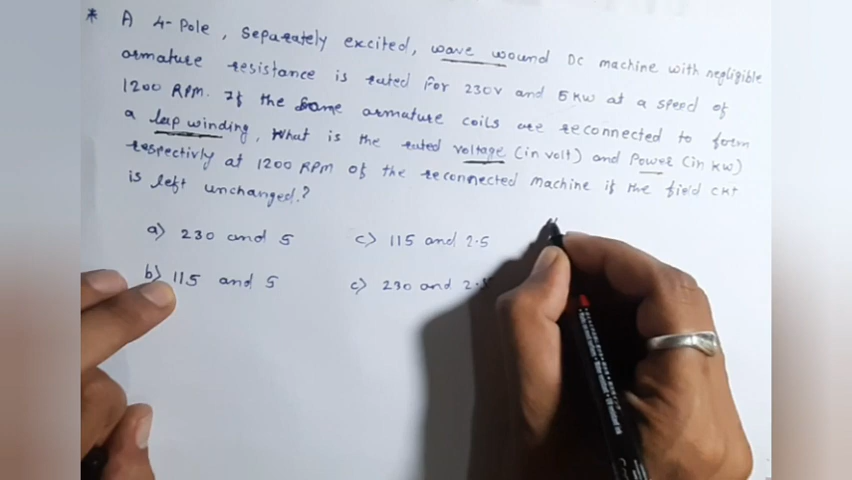 * A 4-Pole, separately excited, wave wound DC machine with negligible
armature resistance is rated for 230V and 5 kW at a speed of
1200 RPM. If the Same armature coils are reconnected to form
a lap winding, What is the rated voltage (in volt) and Power (in kW)
respectivly at 1200 RPM of the reconnected machine if the field ckt
is left unchanged.?
a) 230 and 5
c) 115 and 2.5
b) 115 and 5
c) 230 and 2.